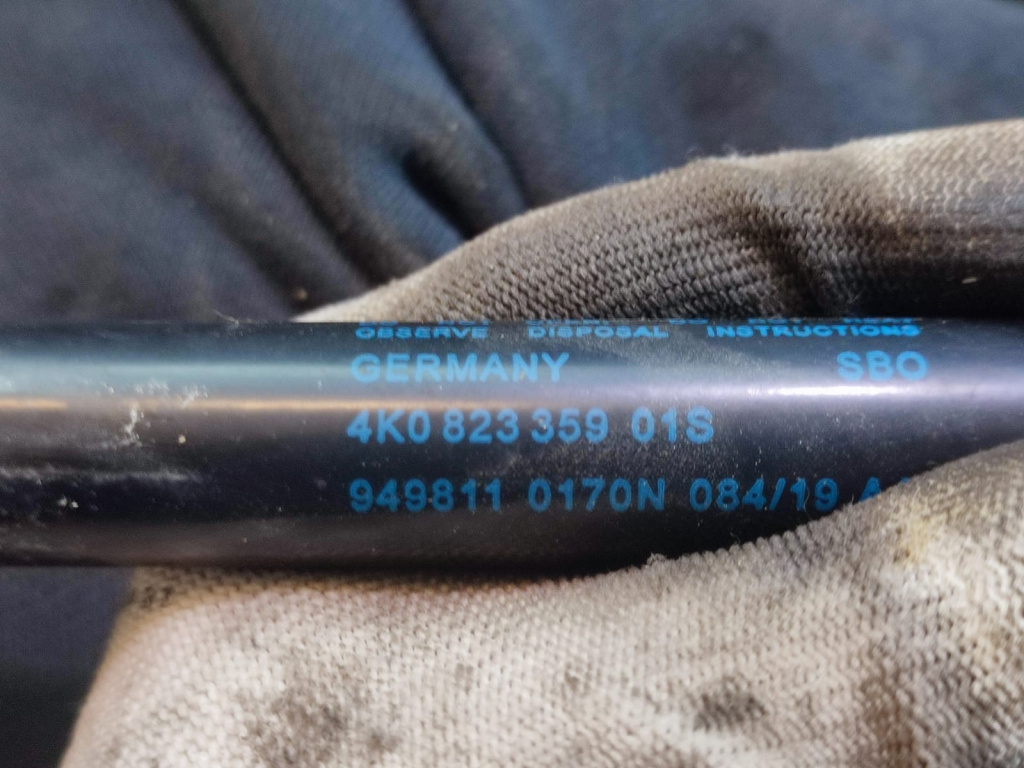 OBSERVE DISPOSAL INSTRUCTIONS
GERMANY SBO
4K0 823 359 01S
949811 0170N 084/19 A